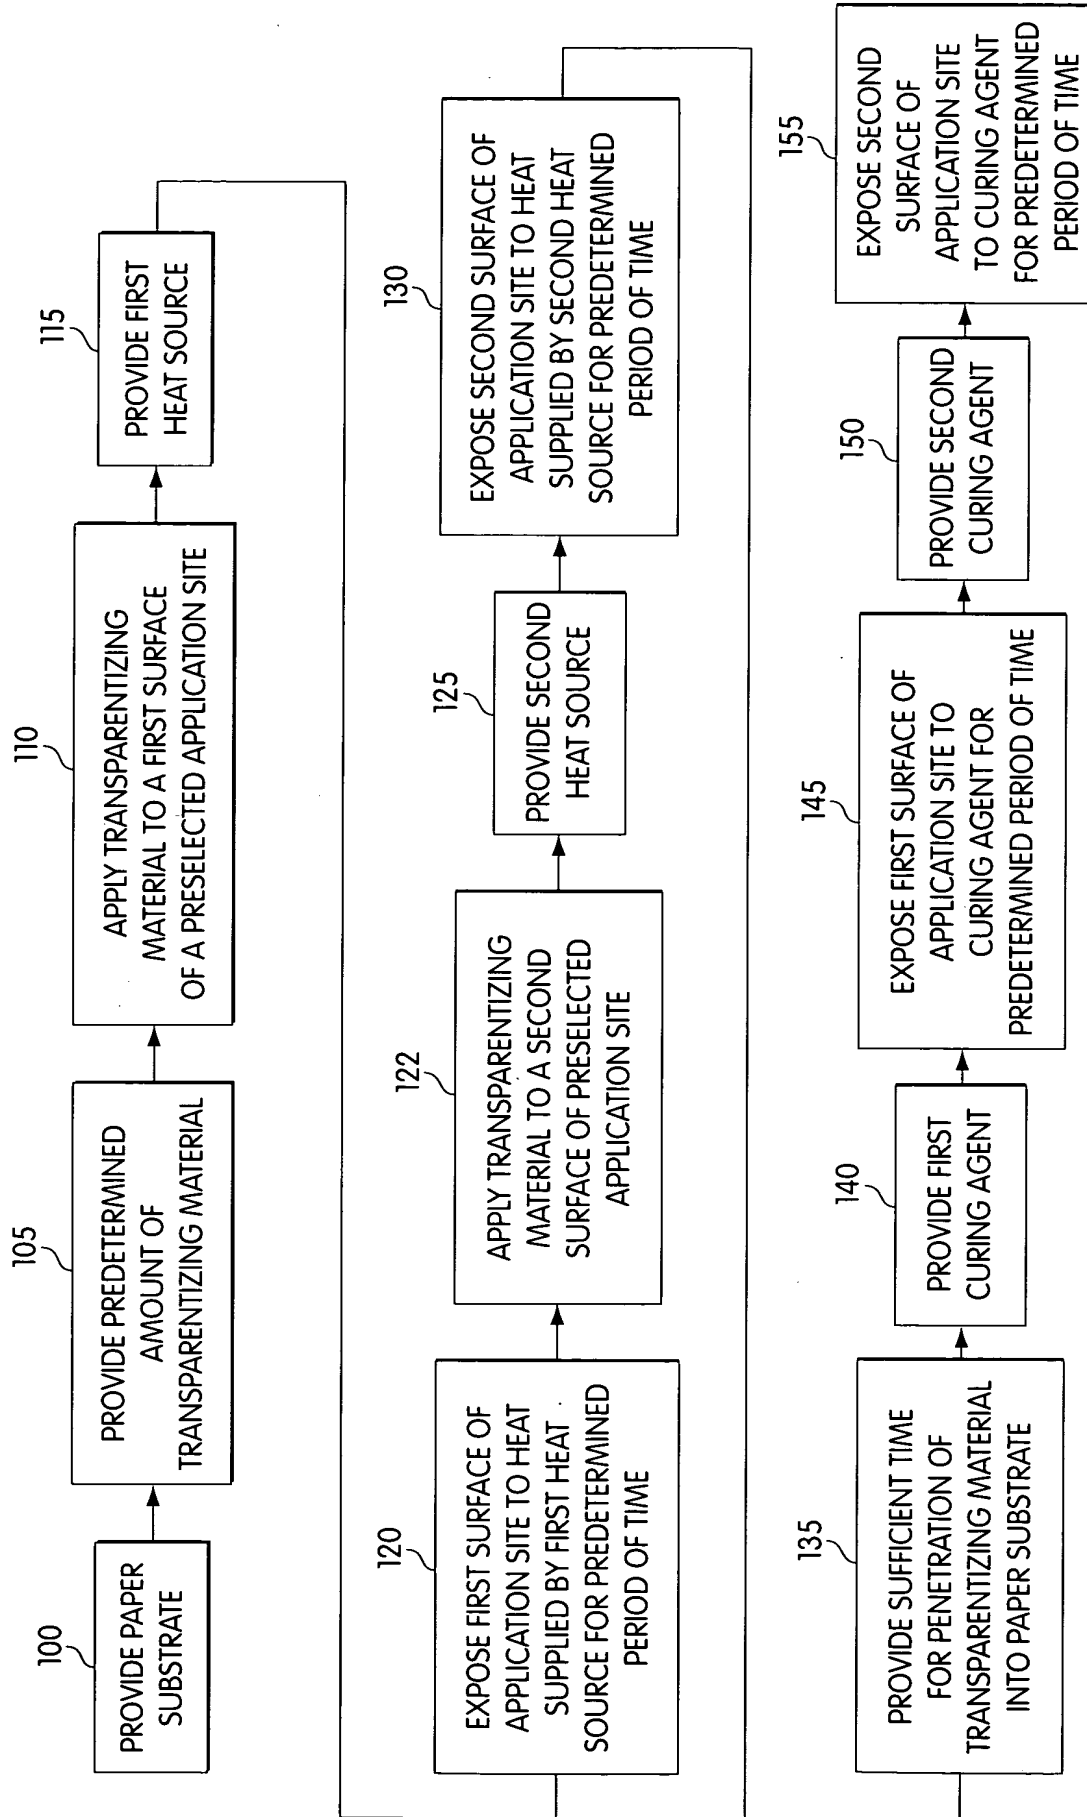 100
PROVIDE PAPER
SUBSTRATE
105
PROVIDE PREDETERMINED
AMOUNT OF
TRANSPARENTIZING MATERIAL
110
APPLY TRANSPARENTIZING
MATERIAL TO A FIRST SURFACE
OF A PRESELECTED APPLICATION SITE
115
PROVIDE FIRST
HEAT SOURCE
120
EXPOSE FIRST SURFACE OF
APPLICATION SITE TO HEAT
SUPPLIED BY FIRST HEAT
SOURCE FOR PREDETERMINED
PERIOD OF TIME
122
APPLY TRANSPARENTIZING
MATERIAL TO A SECOND
SURFACE OF PRESELECTED
APPLICATION SITE
125
PROVIDE SECOND
HEAT SOURCE
130
EXPOSE SECOND SURFACE OF
APPLICATION SITE TO HEAT
SUPPLIED BY SECOND HEAT
SOURCE FOR PREDETERMINED
PERIOD OF TIME
135
PROVIDE SUFFICIENT TIME
FOR PENETRATION OF
TRANSPARENTIZING MATERIAL
INTO PAPER SUBSTRATE
140
PROVIDE FIRST
CURING AGENT
145
EXPOSE FIRST SURFACE OF
APPLICATION SITE TO
CURING AGENT FOR
PREDETERMINED PERIOD OF TIME
150
PROVIDE SECOND
CURING AGENT
155
EXPOSE SECOND
SURFACE OF
APPLICATION SITE
TO CURING AGENT
FOR PREDETERMINED
PERIOD OF TIME